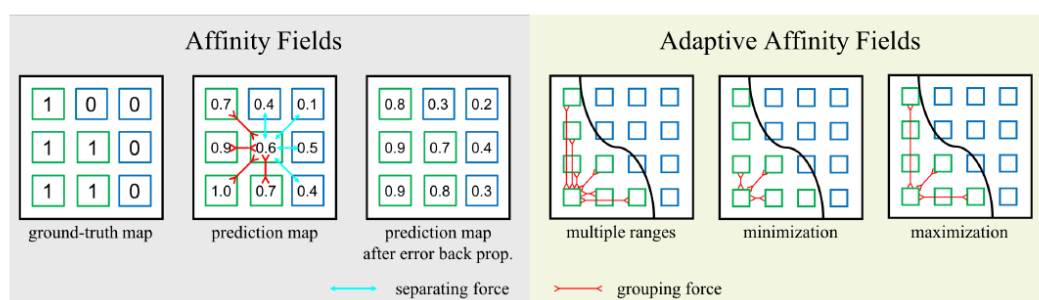 Affinity Fields
1 0 0
1 1 0
1 1 0
ground-truth map
0.7 0.4 0.1
0.9 0.6 0.5
1.0 0.7 0.4
prediction map
0.8 0.3 0.2
0.9 0.7 0.4
0.9 0.8 0.3
prediction map
after error back prop.
Adaptive Affinity Fields
multiple ranges
minimization
maximization
separating force
grouping force